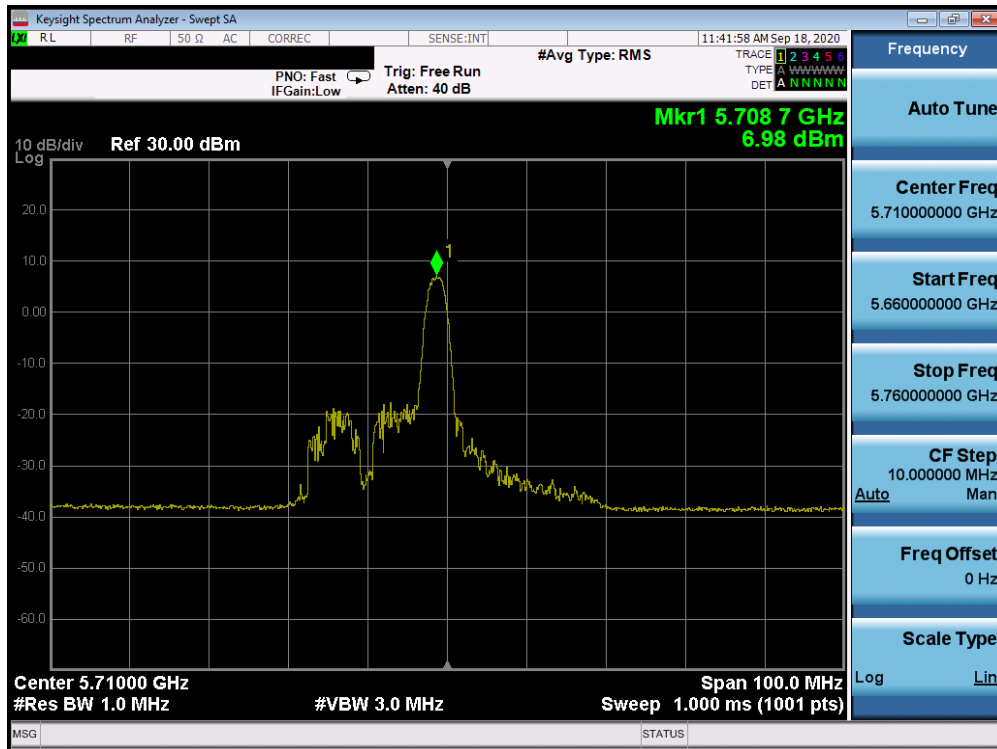 Keysight Spectrum Analyzer - Swept SA
LXI RL RF 50 Ω AC CORREC SENSE:INT 11:41:58 AM Sep 18, 2020
#Avg Type: RMS TRACE 1 2 3 4 5 6
PNO: Fast Trig: Free Run TYPE A WWWWW
IFGain:Low Atten: 40 dB DET A N N N N N
Mkr1 5.708 7 GHz
6.98 dBm
10 dB/div Ref 30.00 dBm
Log
20.0
10.0
1
0.00
-10.0
-20.0
-30.0
-40.0
-50.0
-60.0
Center 5.71000 GHz Span 100.0 MHz
#Res BW 1.0 MHz #VBW 3.0 MHz Sweep 1.000 ms (1001 pts)
MSG STATUS
Frequency
Auto Tune
Center Freq
5.710000000 GHz
Start Freq
5.660000000 GHz
Stop Freq
5.760000000 GHz
CF Step
10.000000 MHz
Auto Man
Freq Offset
0 Hz
Scale Type
Log Lin